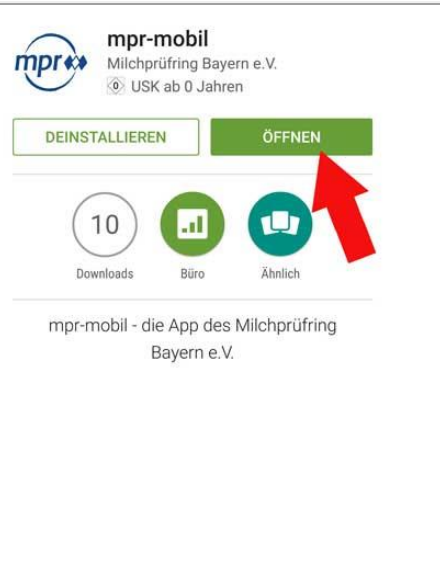 mpr
mpr-mobil
Milchprüfring Bayern e.V.
0 USK ab 0 Jahren
DEINSTALLIEREN ÖFFNEN
10
Downloads Büro Ähnlich
mpr-mobil - die App des Milchprüfring
Bayern e.V.